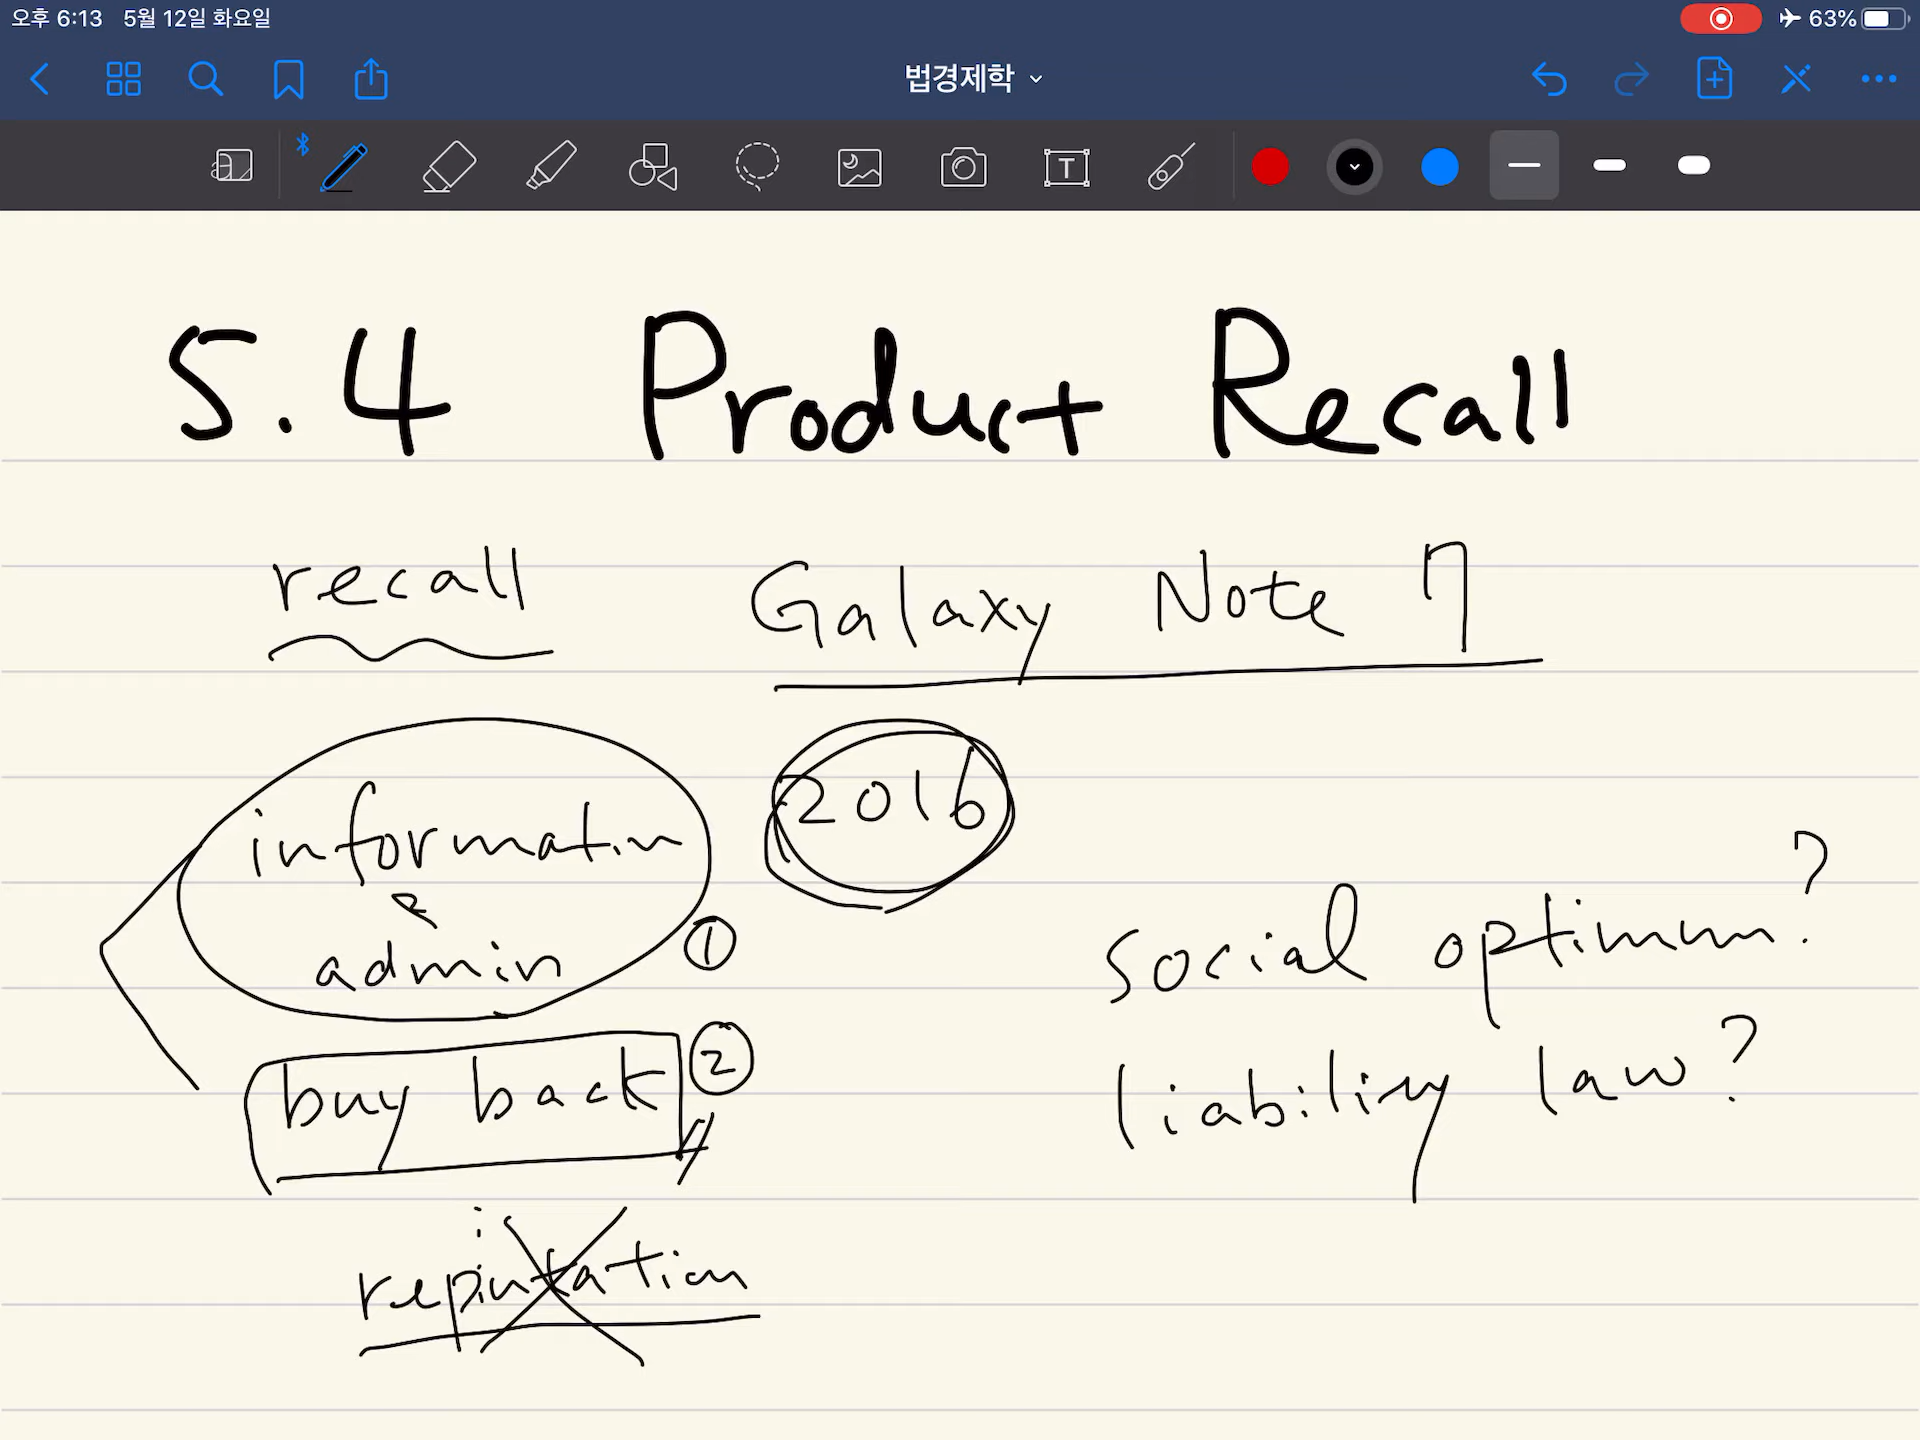 오후 6:13 5월 12일 화요일
63%
법경제학
5.4 Product Recall
recall Galaxy Note 7
2016
informatin
&
admin ①
buy back ②
reputation
social optimum?
liability law?